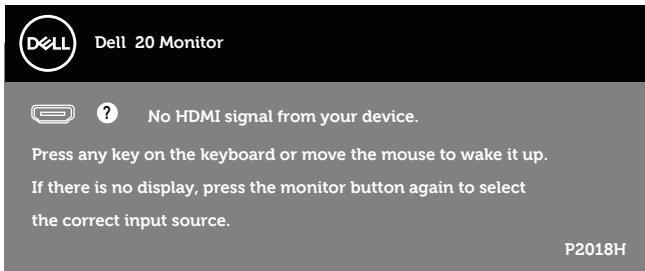 DELL Dell 20 Monitor
? No HDMI signal from your device.
Press any key on the keyboard or move the mouse to wake it up.
If there is no display, press the monitor button again to select
the correct input source.
P2018H